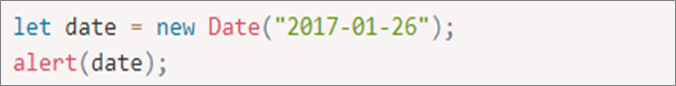 let date = new Date("2017-01-26");
alert(date);